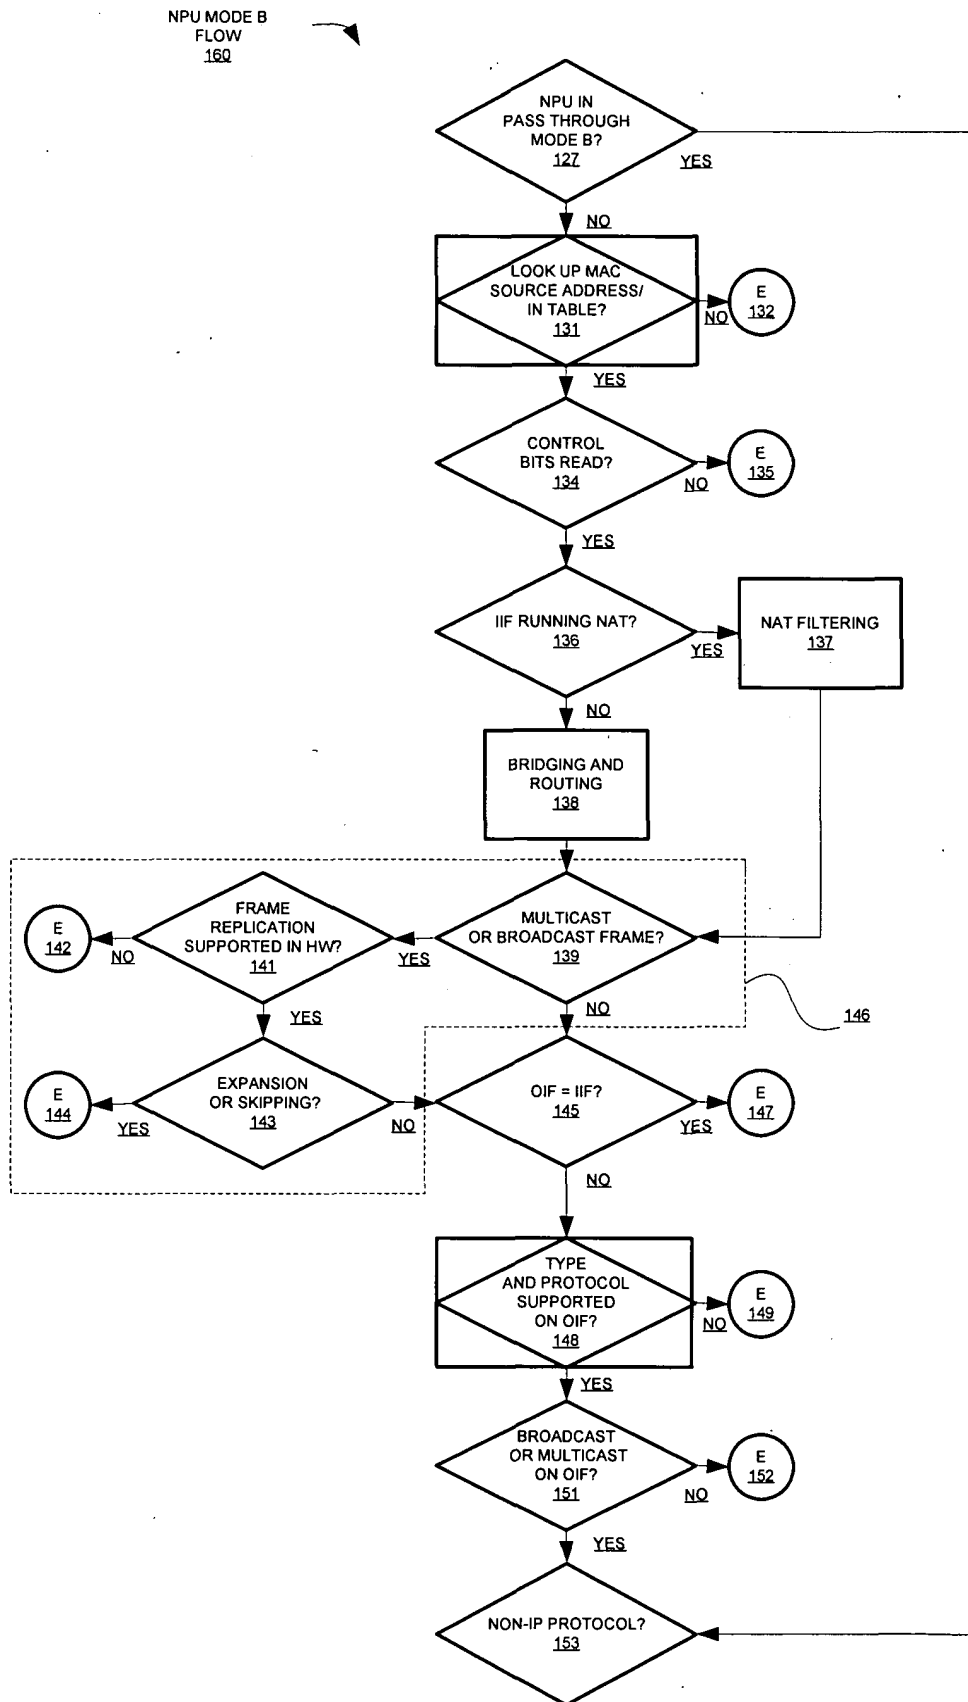 NPU MODE B
FLOW
160
NPU IN
PASS THROUGH
MODE B?
127
YES
NO
LOOK UP MAC
SOURCE ADDRESS/
IN TABLE?
131
NO
E
132
YES
CONTROL
BITS READ?
134
NO
E
135
YES
IIF RUNNING NAT?
136
YES
NAT FILTERING
137
NO
BRIDGING AND
ROUTING
138
E
142
NO
FRAME
REPLICATION
SUPPORTED IN HW?
141
YES
MULTICAST
OR BROADCAST FRAME?
139
YES
NO
146
E
144
YES
EXPANSION
OR SKIPPING?
143
NO
OIF = IIF?
145
YES
E
147
NO
TYPE
AND PROTOCOL
SUPPORTED
ON OIF?
148
NO
E
149
YES
BROADCAST
OR MULTICAST
ON OIF?
151
NO
E
152
YES
NON-IP PROTOCOL?
153